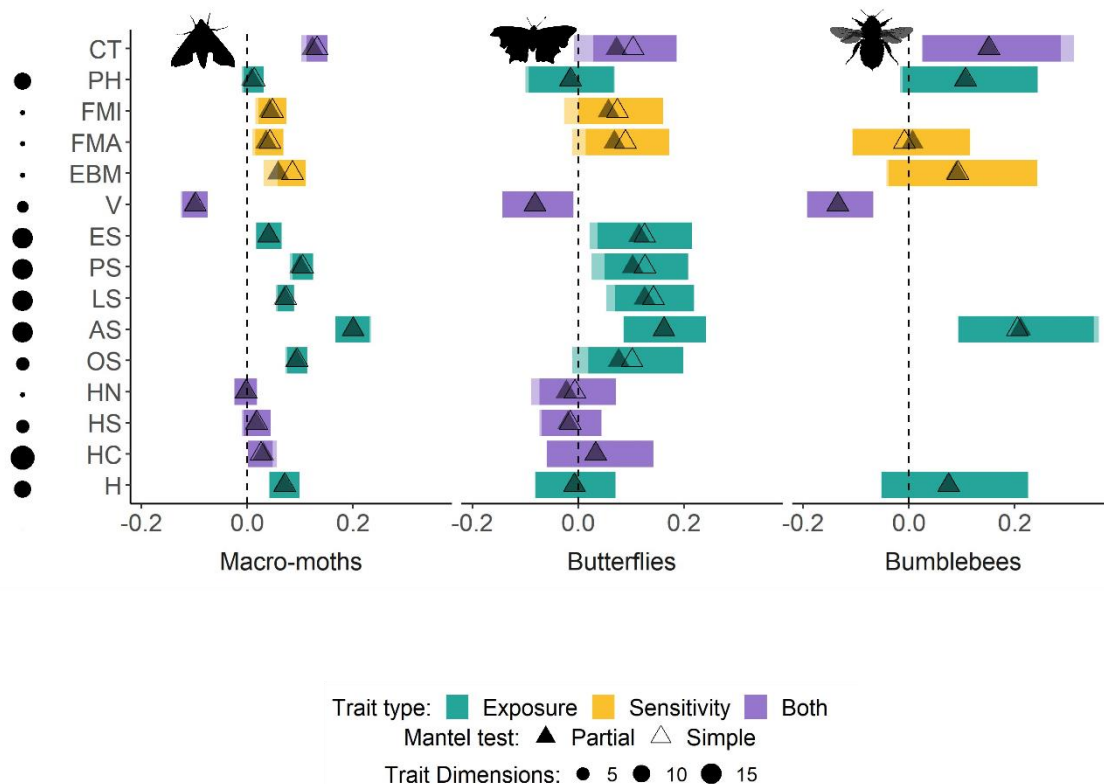 CT
PH
FMI
FMA
EBM
V
ES
PS
LS
AS
OS
HN
HS
HC
H
-0.2 0.0 0.2 -0.2 0.0 0.2 -0.2 0.0 0.2
Macro-moths Butterflies Bumblebees
Trait type: Exposure Sensitivity Both
Mantel test: Partial Simple
Trait Dimensions: 5 10 15